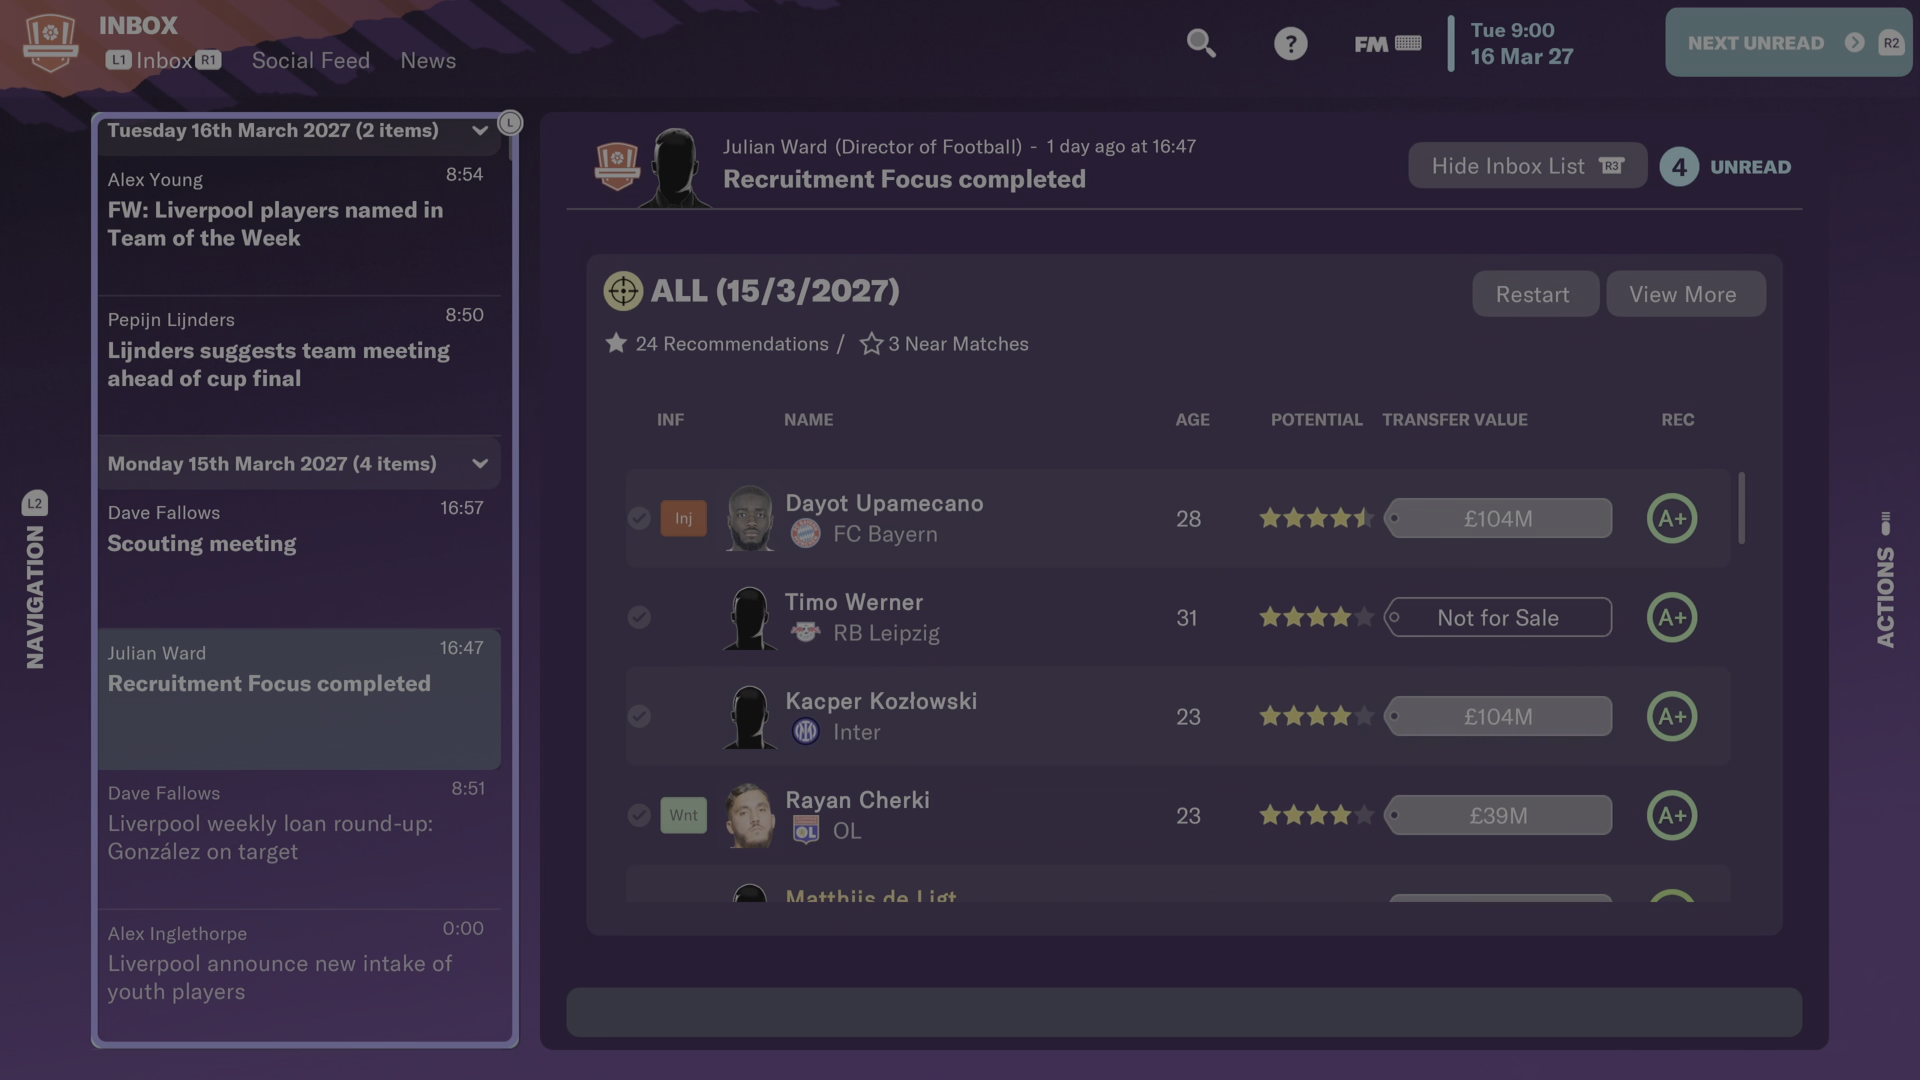 INBOX
L1 Inbox R1 Social Feed News
?
FM
Tue 9:00
16 Mar 27
NEXT UNREAD R2
L2
NAVIGATION
Tuesday 16th March 2027 (2 items) L
Alex Young 8:54
FW: Liverpool players named in
Team of the Week
Pepijn Lijnders 8:50
Lijnders suggests team meeting
ahead of cup final
Monday 15th March 2027 (4 items)
Dave Fallows 16:57
Scouting meeting
Julian Ward 16:47
Recruitment Focus completed
Dave Fallows 8:51
Liverpool weekly loan round-up:
González on target
Alex Inglethorpe 0:00
Liverpool announce new intake of
youth players
Julian Ward (Director of Football) - 1 day ago at 16:47
Recruitment Focus completed
Hide Inbox List R3
4 UNREAD
ALL (15/3/2027)
Restart View More
24 Recommendations / 3 Near Matches
INF NAME AGE POTENTIAL TRANSFER VALUE REC
Inj Dayot Upamecano 28 £104M A+
FC Bayern
Timo Werner 31 Not for Sale A+
RB Leipzig
Kacper Kozłowski 23 £104M A+
Inter
Wnt Rayan Cherki 23 £39M A+
OL OL
Matthijs de Ligt
ACTIONS